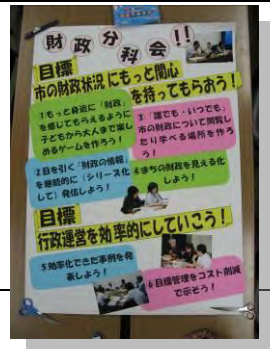 財政分科会!!
目標
市の財政状況にもっと関心
を持ってもらおう!
1もっと身近に「財政」
を感じてもらえるように
子どもから大人まで楽し
めるゲームを作ろう!
2目を引く「財政の情報」
を継続的に「シリーズ化
して」発信しよう!
3「誰でも・いつでも」
市の財政について閲覧し
たり学べる場所を作ろ
う!
4まちの財政を見える化
しよう!
目標
行政運営を効率的にしていこう!
5効率化できた事例を発
表しよう!
6目標管理をコスト削減
で示そう!